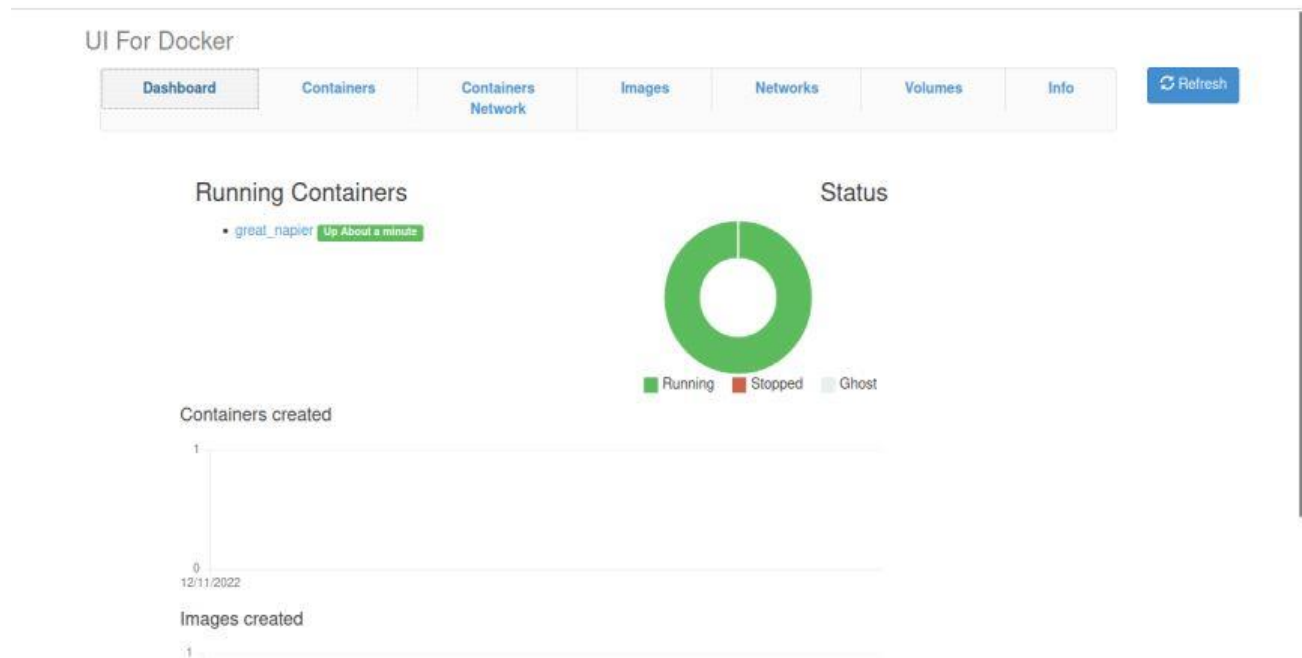 UI For Docker
Dashboard
Containers
Containers
Network
Images
Networks
Volumes
Info
Refresh
Running Containers
great_napier Up About a minute
Status
Running
Stopped
Ghost
Containers created
1
0
12/11/2022
Images created
1